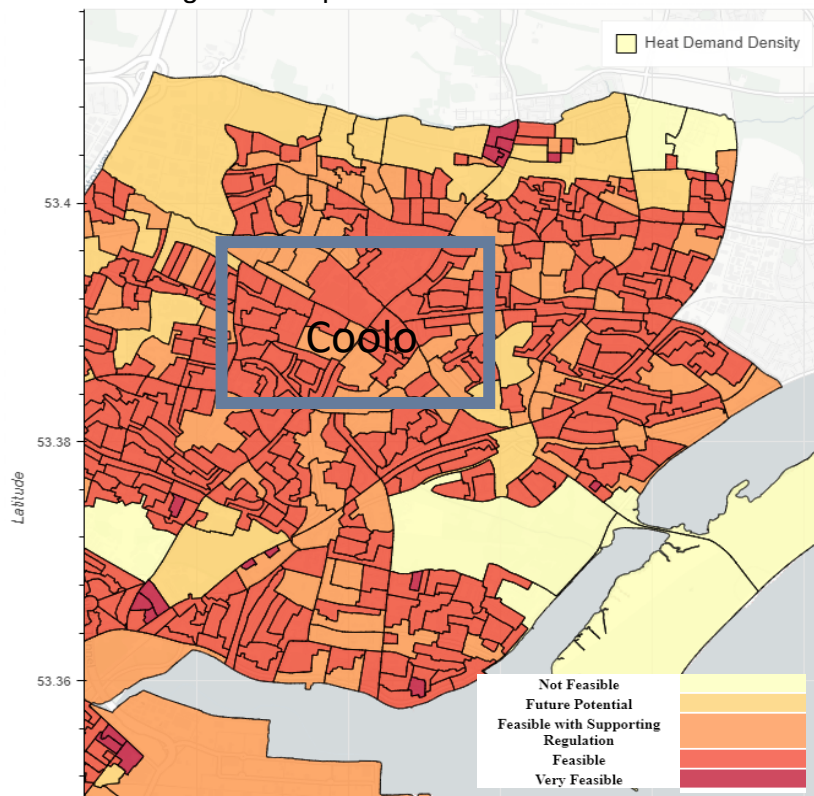 Heat Demand Density
53.4
Coolo
53.38
Latitude
53.36
Not Feasible
Future Potential
Feasible with Supporting
Regulation
Feasible
Very Feasible